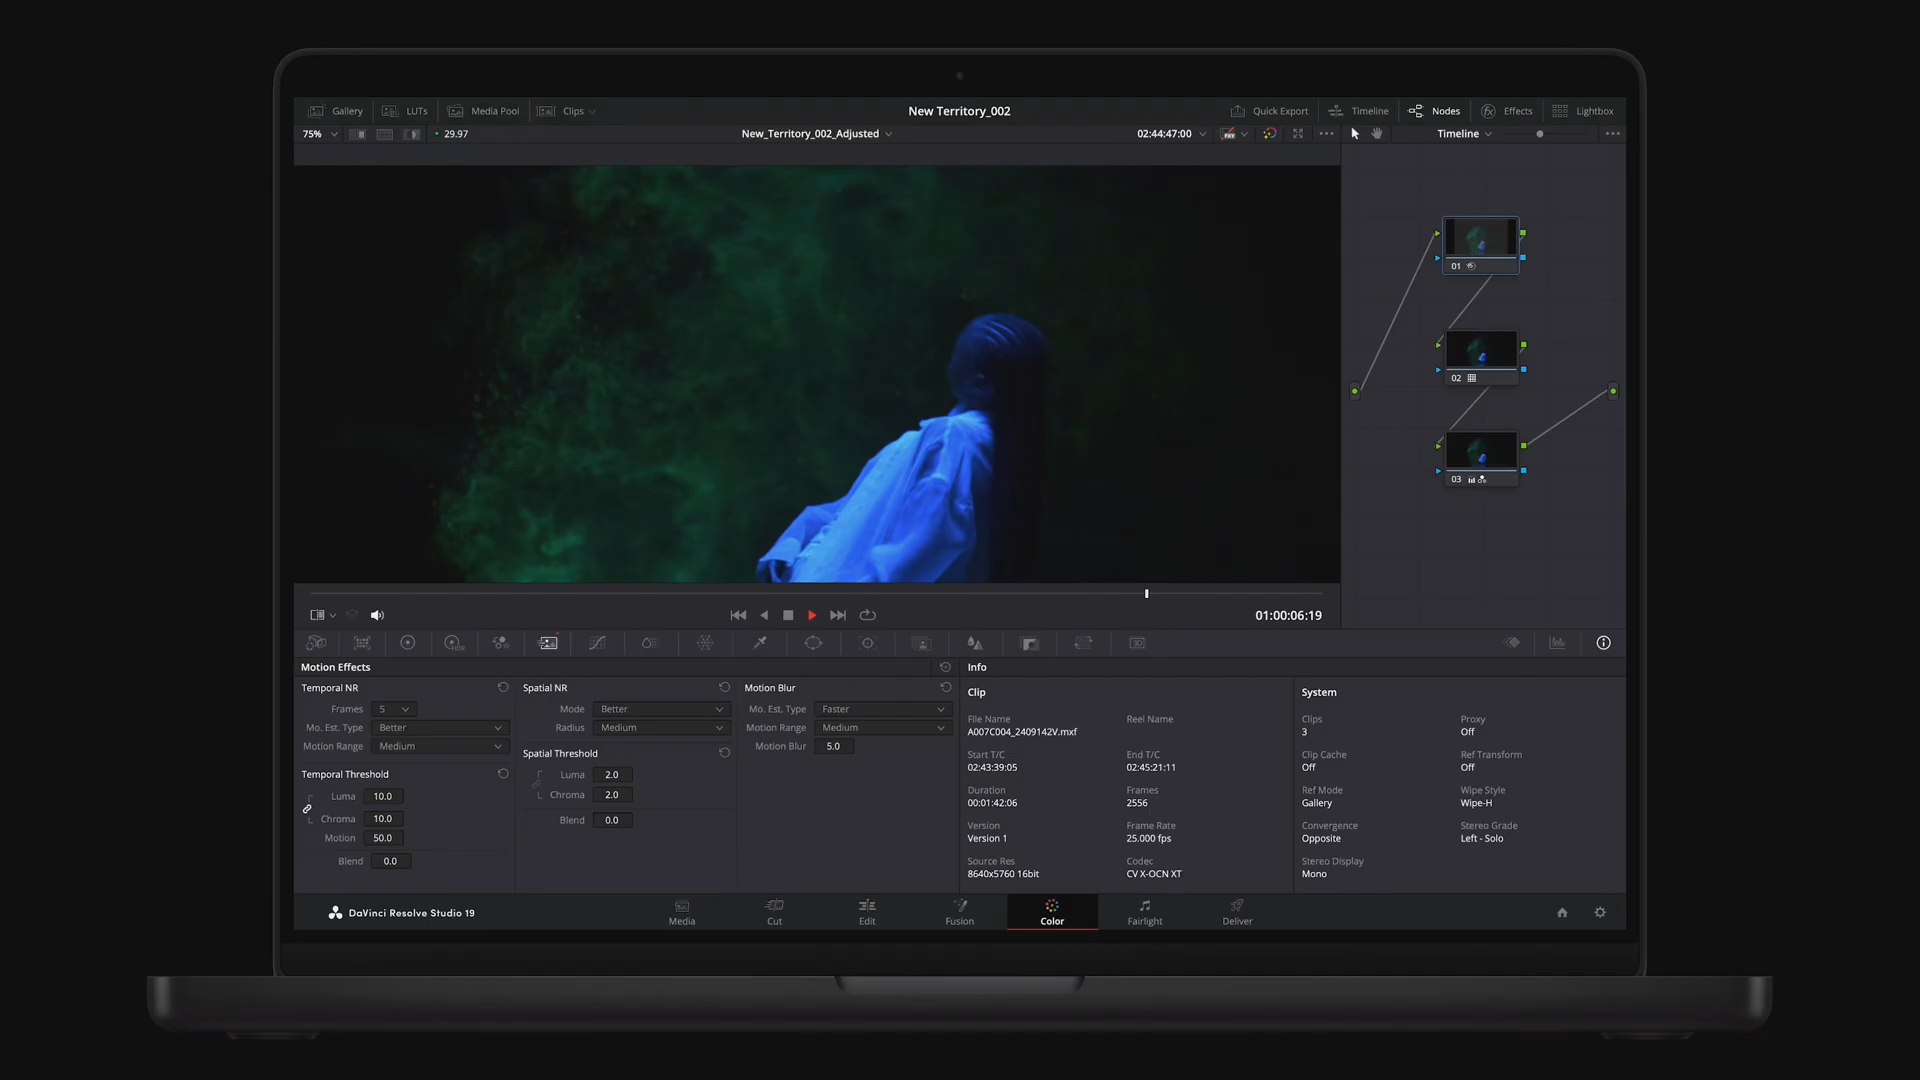 Gallery LUTs Media Pool Clips New Territory_002 Quick Export Timeline Nodes Effects Lightbox
75% 29.97 New_Territory_002_Adjusted 02:44:47:00 Timeline
01
02
03
01:00:06:19
Motion Effects
Temporal NR
Frames 5
Mo. Est. Type Better
Motion Range Medium
Temporal Threshold
Luma 10.0
Chroma 10.0
Motion 50.0
Blend 0.0
Spatial NR
Mode Better
Radius Medium
Spatial Threshold
Luma 2.0
Chroma 2.0
Blend 0.0
Motion Blur
Mo. Est. Type Faster
Motion Range Medium
Motion Blur 5.0
Info
Clip
File Name Reel Name
A007C004_2409142V.mxf
Start T/C End T/C
02:43:39:05 02:45:21:11
Duration Frames
00:01:42:06 2556
Version Frame Rate
Version 1 25.000 fps
Source Res Codec
8640x5760 16bit CV X-OCN XT
System
Clips Proxy
3 Off
Clip Cache Ref Transform
Off Off
Ref Mode Wipe Style
Gallery Wipe-H
Convergence Stereo Grade
Opposite Left - Solo
Stereo Display
Mono
DaVinci Resolve Studio 19 Media Cut Edit Fusion Color Fairlight Deliver